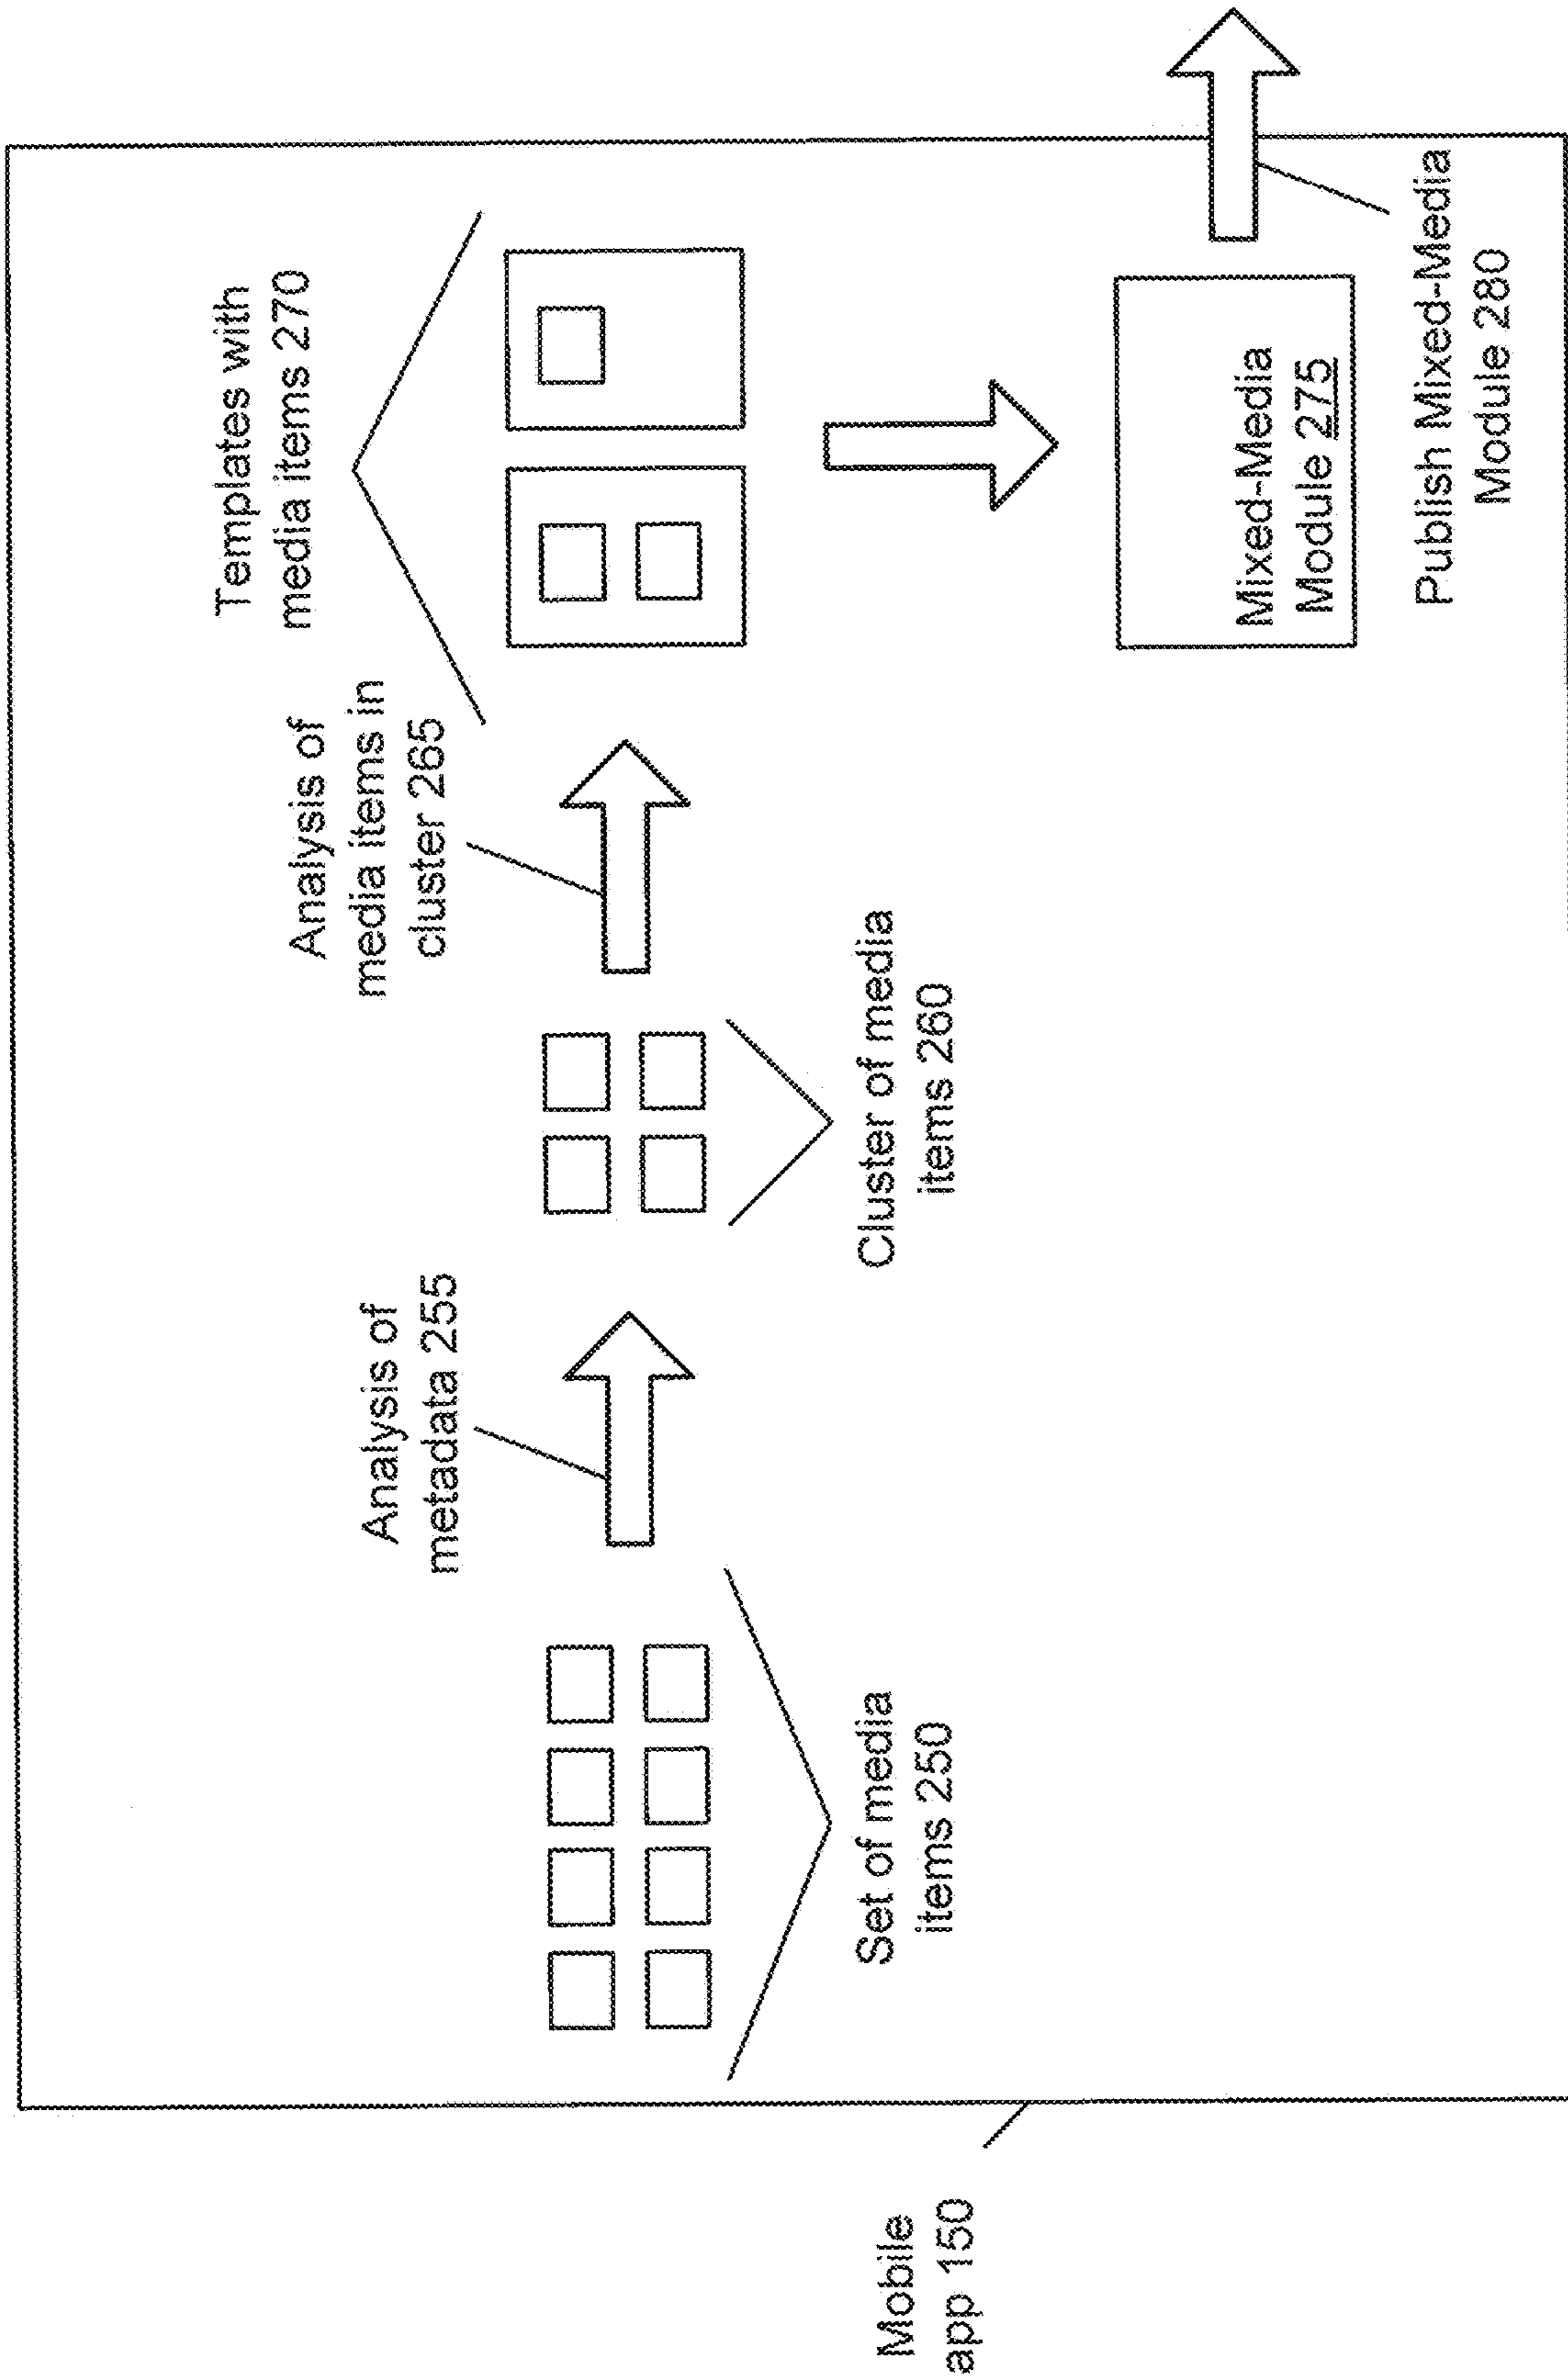 Mobile
app 150
Set of media
items 250
Analysis of
metadata 255
Cluster of media
items 260
Analysis of
media items in
cluster 265
Templates with
media items 270
Mixed-Media
Module 275
Publish Mixed-Media
Module 280